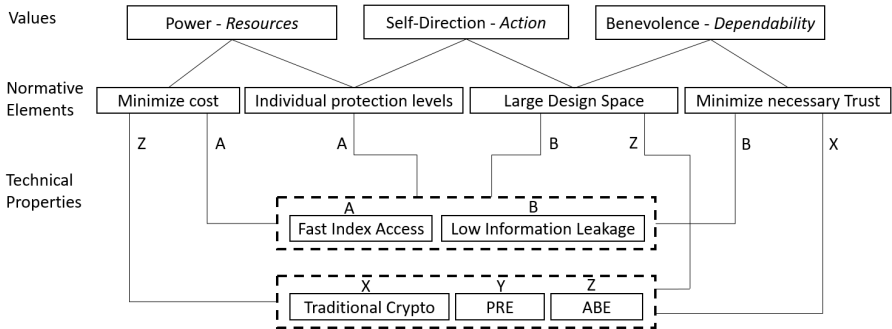 Values
Power - Resources
Self-Direction - Action
Benevolence - Dependability
Normative
Elements
Minimize cost
Individual protection levels
Large Design Space
Minimize necessary Trust
Z
A
A
B
Z
B
X
Technical
Properties
A
B
Fast Index Access
Low Information Leakage
X
Y
Z
Traditional Crypto
PRE
ABE